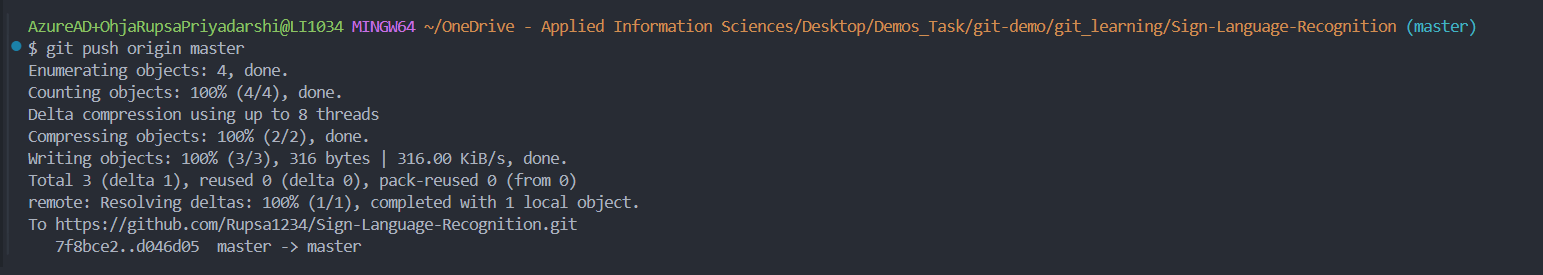 AzureAD+OhjaRupsaPriyadarshi@LI1034 MINGW64 ~/OneDrive - Applied Information Sciences/Desktop/Demos_Task/git-demo/git_learning/Sign-Language-Recognition (master)
$ git push origin master
Enumerating objects: 4, done.
Counting objects: 100% (4/4), done.
Delta compression using up to 8 threads
Compressing objects: 100% (2/2), done.
Writing objects: 100% (3/3), 316 bytes | 316.00 KiB/s, done.
Total 3 (delta 1), reused 0 (delta 0), pack-reused 0 (from 0)
remote: Resolving deltas: 100% (1/1), completed with 1 local object.
To https://github.com/Rupsa1234/Sign-Language-Recognition.git
   7f8bce2..d046d05  master -> master